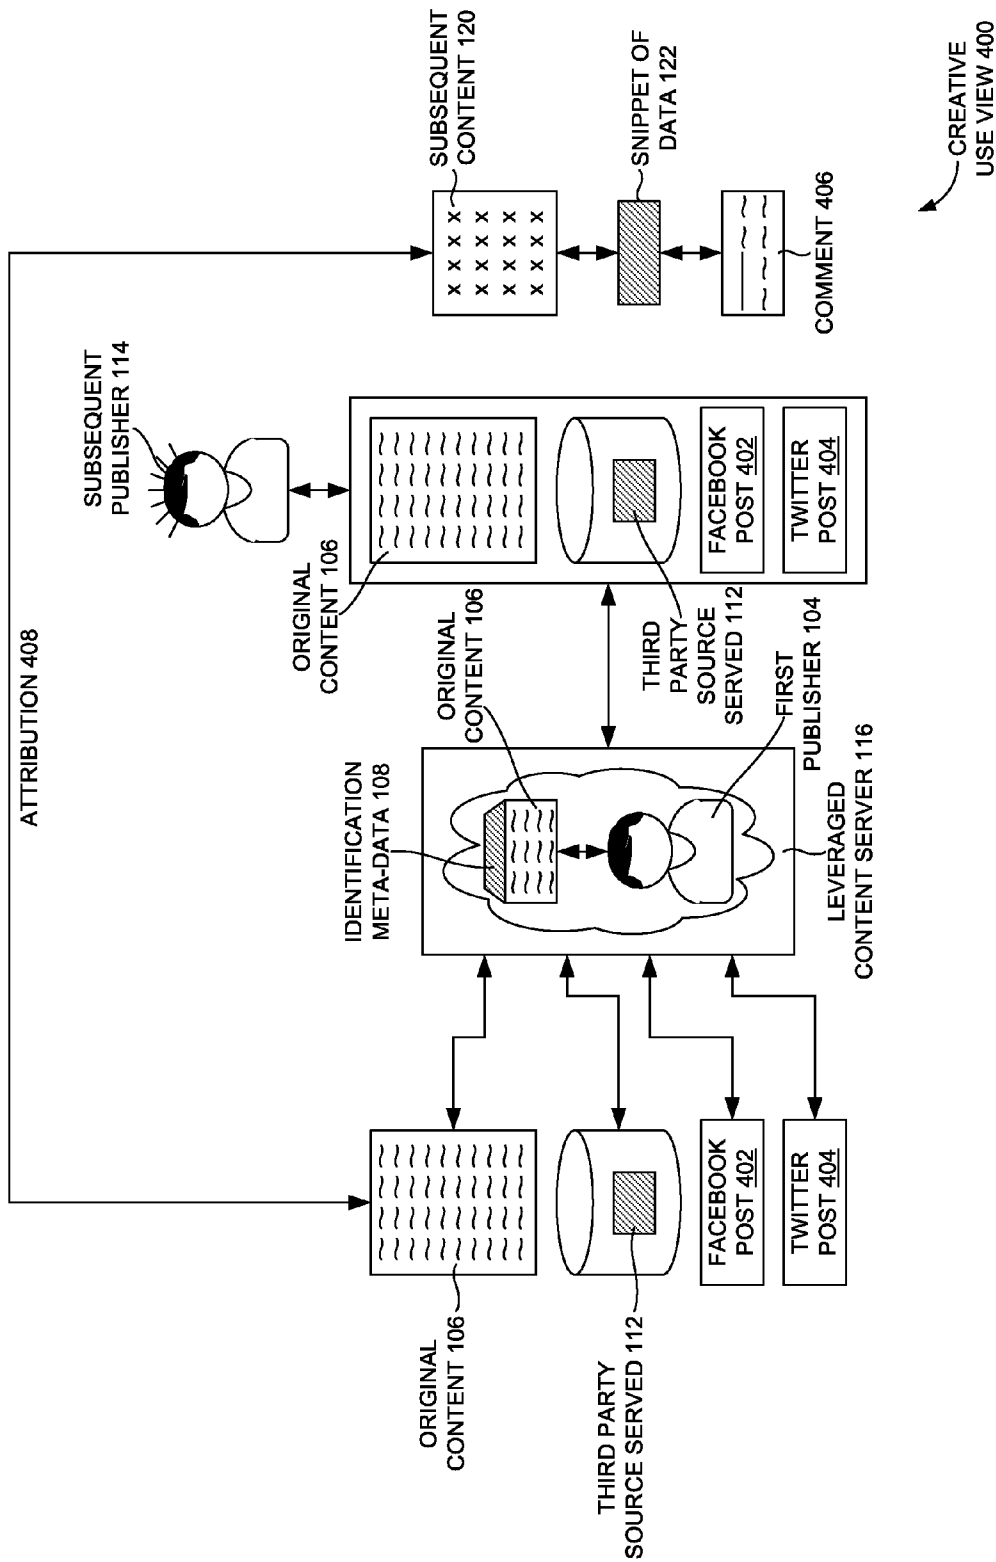 ATTRIBUTION 408
SUBSEQUENT
PUBLISHER 114
ORIGINAL
CONTENT 106
IDENTIFICATION
META-DATA 108
ORIGINAL
CONTENT 106
ORIGINAL
CONTENT 106
SUBSEQUENT
CONTENT 120
X X X X
X X X X
X X X X
X X X X
THIRD PARTY
SOURCE SERVED 112
THIRD
PARTY
SOURCE
SERVED 112
SNIPPET OF
DATA 122
FACEBOOK
POST 402
FACEBOOK
POST 402
FIRST
PUBLISHER 104
TWITTER
POST 404
TWITTER
POST 404
COMMENT 406
LEVERAGED
CONTENT SERVER 116
CREATIVE
USE VIEW 400